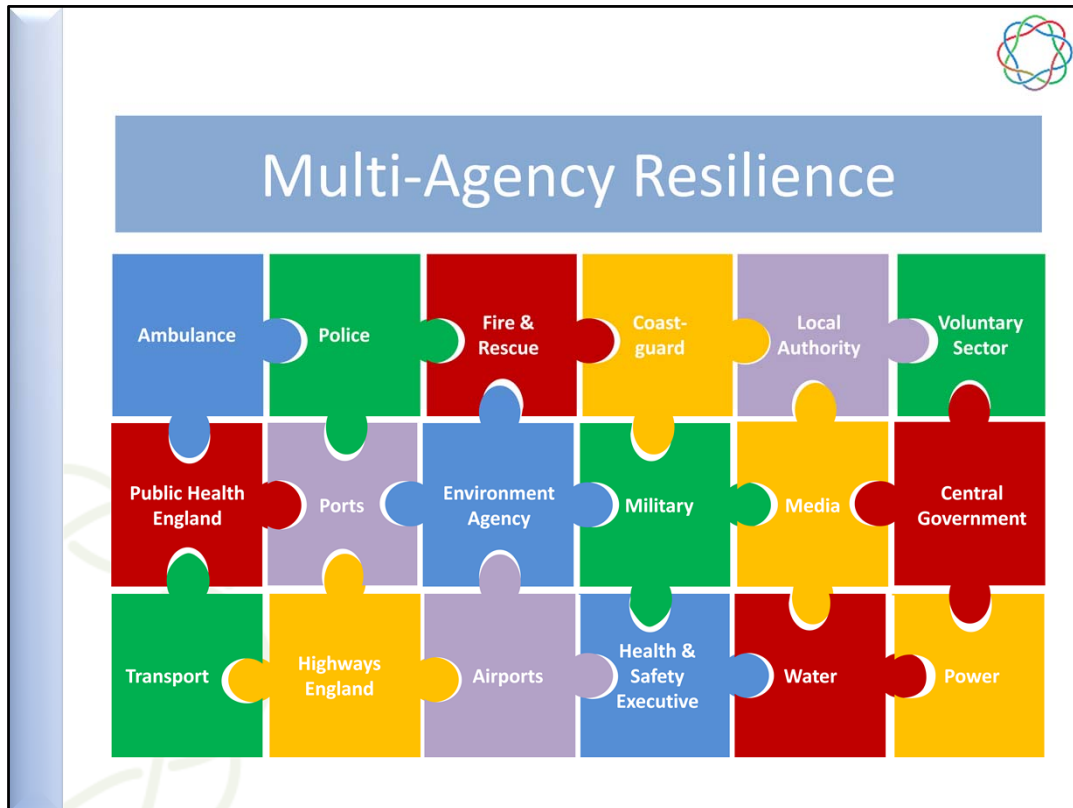 Multi-Agency Resilience
Ambulance
Police
Fire &
Rescue
Coast-
guard
Local
Authority
Voluntary
Sector
Public Health
England
Ports
Environment
Agency
Military
Media
Central
Government
Transport
Highways
England
Airports
Health &
Safety
Executive
Water
Power